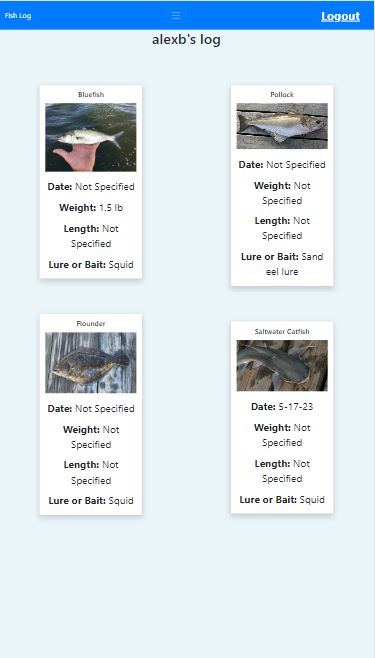 Fish Log
Logout
alexb's log
Bluefish
Date: Not Specified
Weight: 1.5 lb
Length: Not
Specified
Lure or Bait: Squid
Pollock
Date: Not Specified
Weight: Not
Specified
Length: Not
Specified
Lure or Bait: Sand
eel lure
Flounder
Date: Not Specified
Weight: Not
Specified
Length: Not
Specified
Lure or Bait: Squid
Saltwater Catfish
Date: 5-17-23
Weight: Not
Specified
Length: Not
Specified
Lure or Bait: Squid